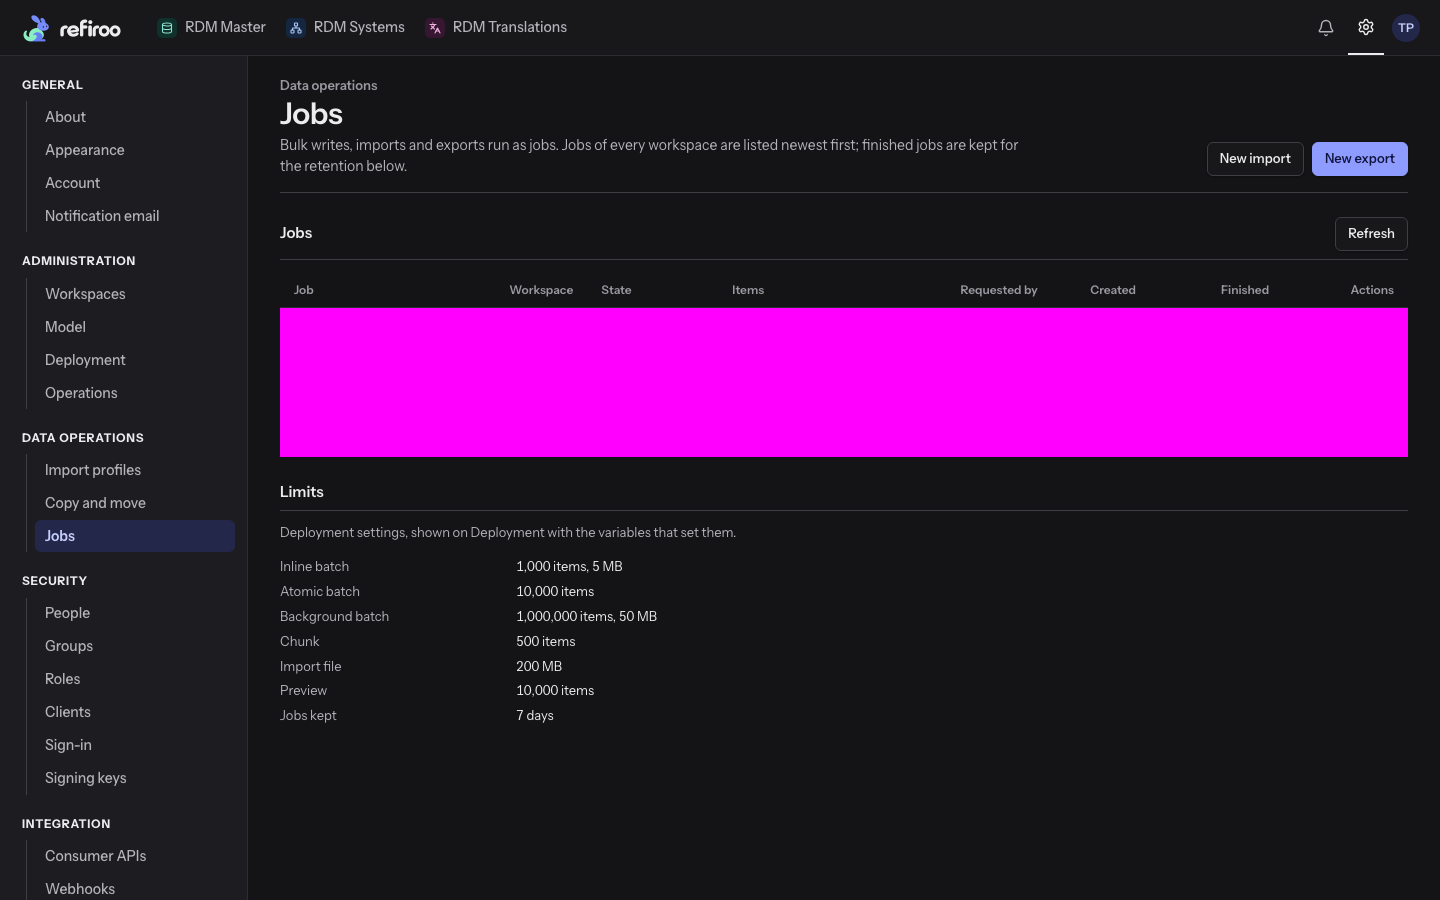 refiroo
RDM Master
RDM Systems
RDM Translations
TP
GENERAL
About
Appearance
Account
Notification email
ADMINISTRATION
Workspaces
Model
Deployment
Operations
DATA OPERATIONS
Import profiles
Copy and move
Jobs
SECURITY
People
Groups
Roles
Clients
Sign-in
Signing keys
INTEGRATION
Consumer APIs
Webhooks
Data operations
Jobs
Bulk writes, imports and exports run as jobs. Jobs of every workspace are listed newest first; finished jobs are kept for
the retention below.
New import
New export
Jobs
Refresh
Job Workspace State Items Requested by Created Finished Actions
Limits
Deployment settings, shown on Deployment with the variables that set them.
Inline batch 1,000 items, 5 MB
Atomic batch 10,000 items
Background batch 1,000,000 items, 50 MB
Chunk 500 items
Import file 200 MB
Preview 10,000 items
Jobs kept 7 days